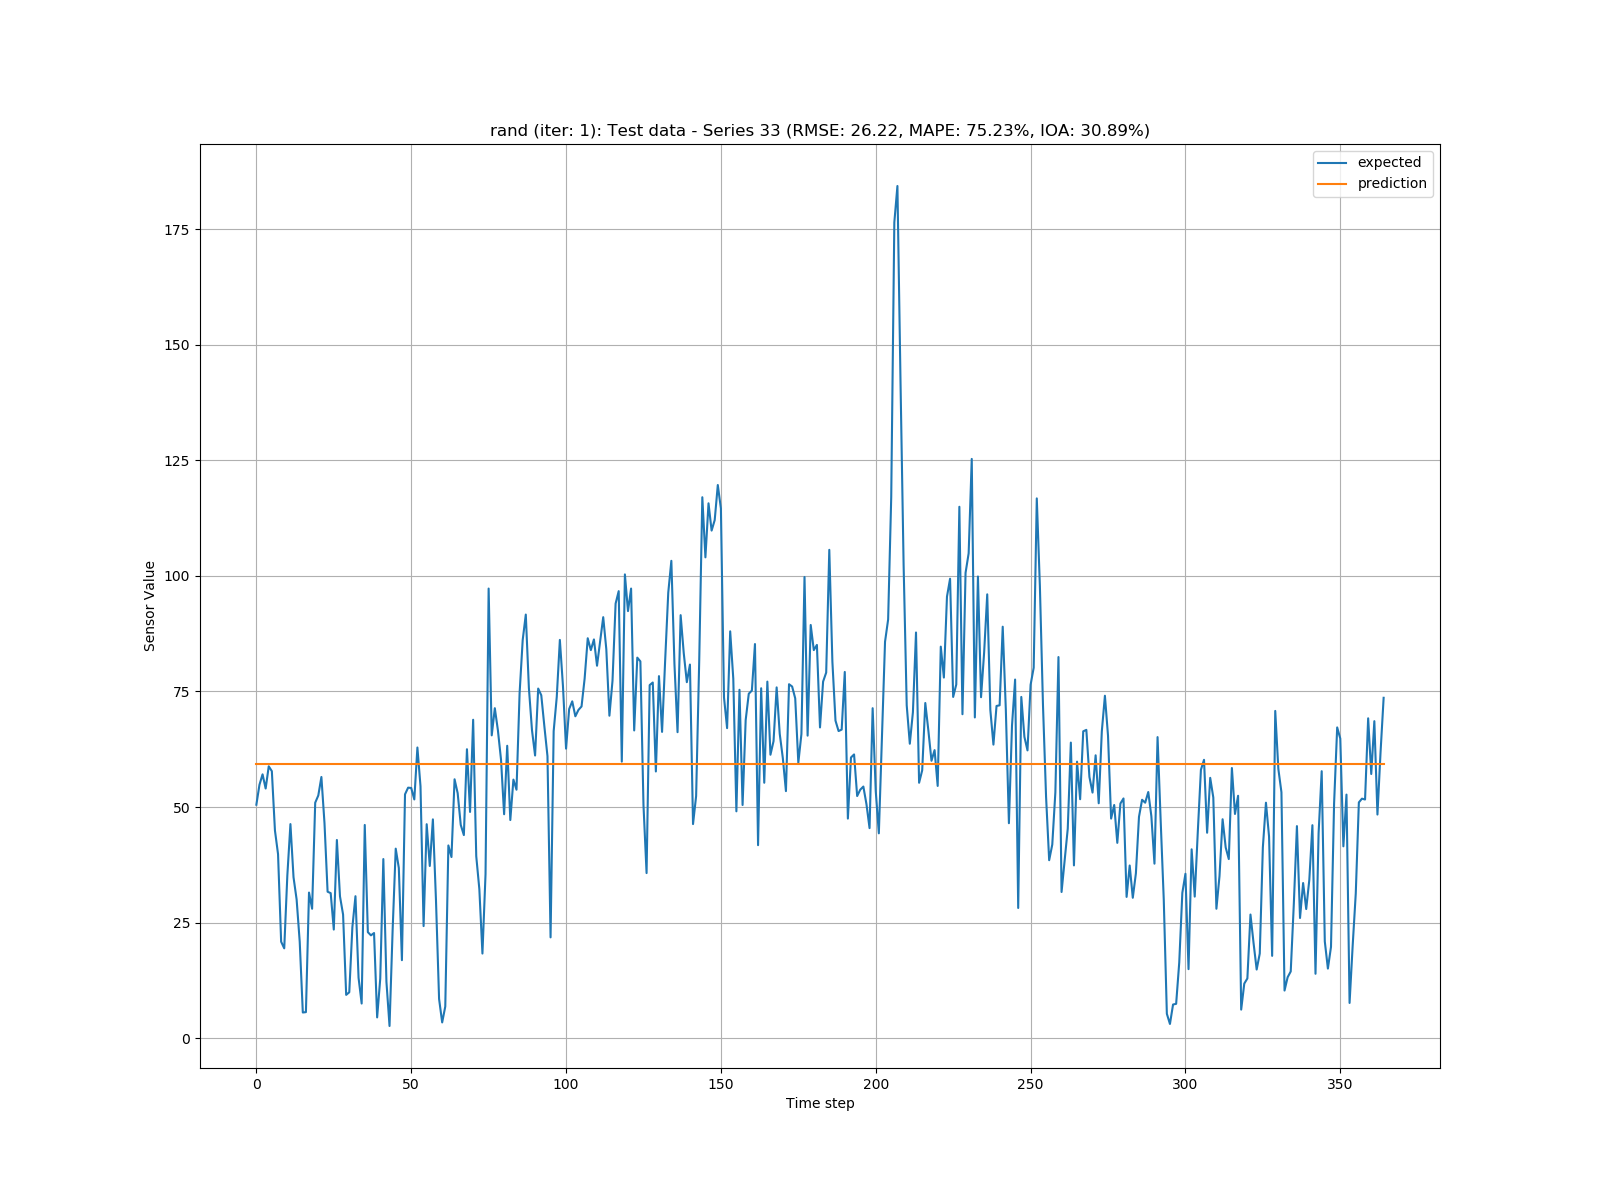 rand (iter: 1): Test data - Series 33 (RMSE: 26.22, MAPE: 75.23%, IOA: 30.89%)
expected
prediction
175
150
125
100
75
50
25
0
Sensor Value
0 50 100 150 200 250 300 350
Time step